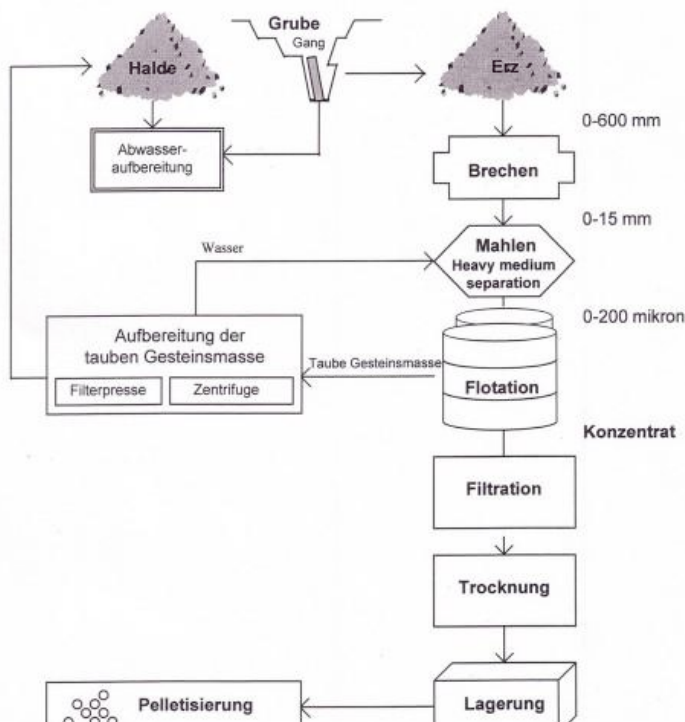 Grube
Gang
Halde
Erz
0-600 mm
Abwasser-
aufbereitung
Brechen
0-15 mm
Wasser
Mahlen
Heavy medium
separation
0-200 mikron
Aufbereitung der
tauben Gesteinsmasse
Filterpresse
Zentrifuge
Taube Gesteinsmasse
Flotation
Konzentrat
Filtration
Trocknung
Pelletisierung
Lagerung